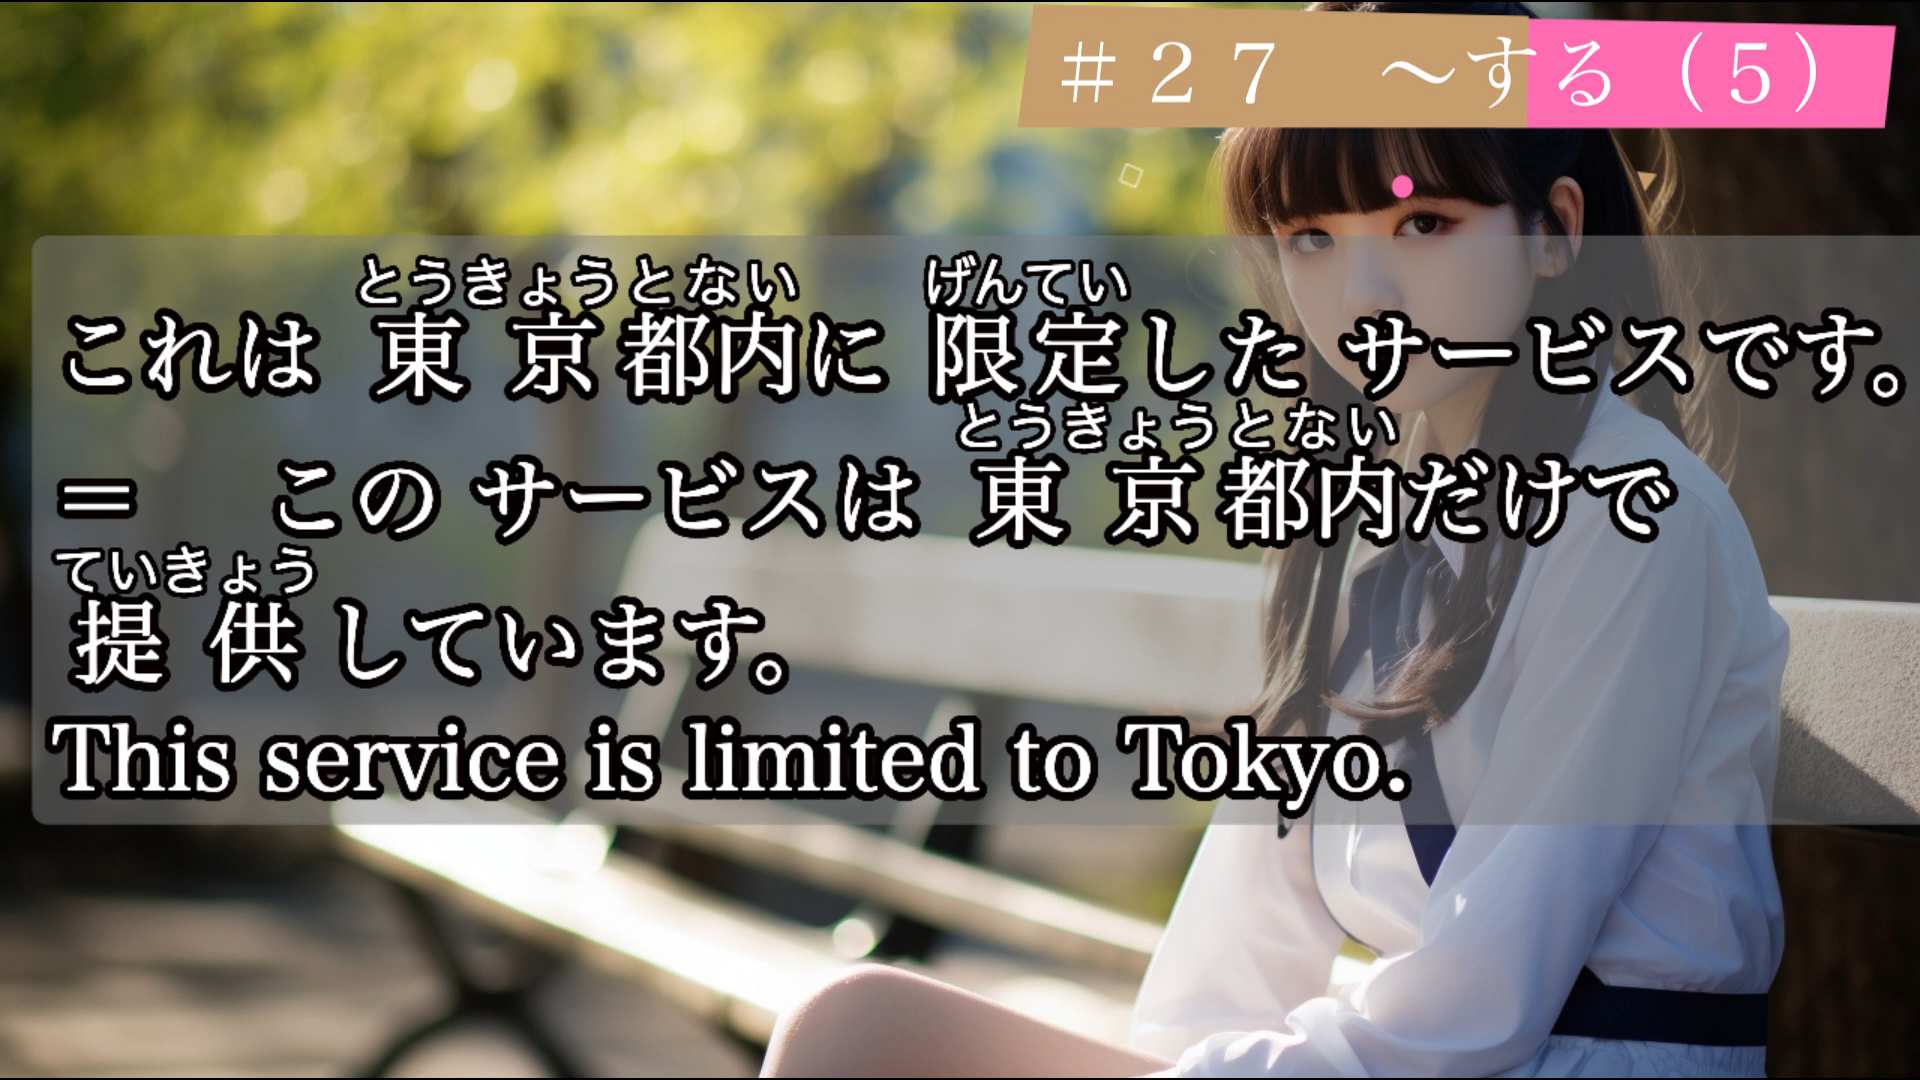 ＃２７　～する（５）
とうきょうとない　げんてい
これは 東京都内に 限定した サービスです。
とうきょうとない
＝　このサービスは 東京都内だけで
ていきょう
提供しています。
This service is limited to Tokyo.